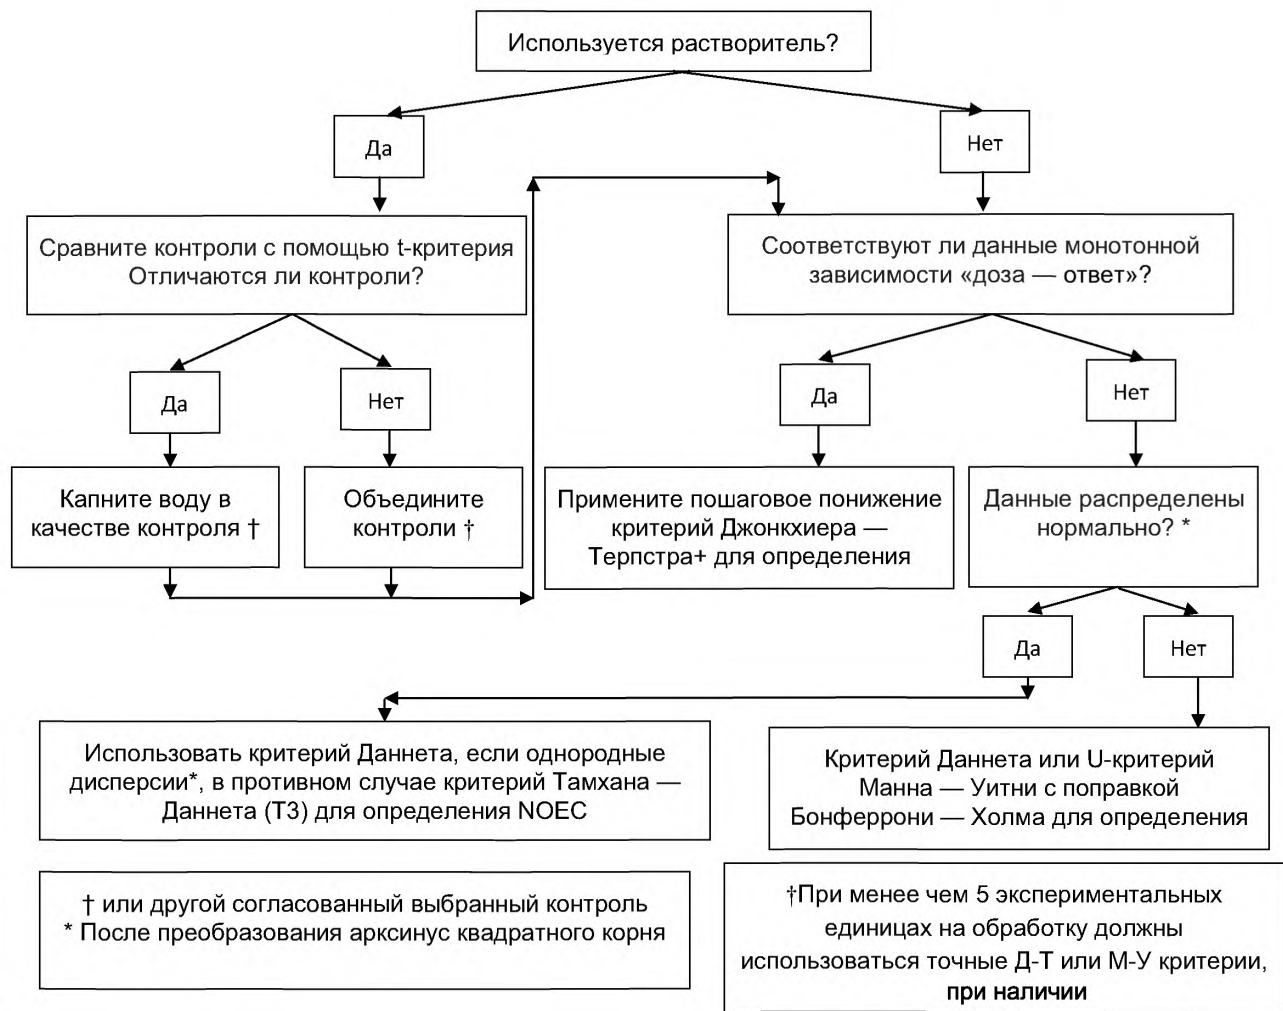 Используется растворитель?
Да
Нет
Сравните контроли с помощью t-критерия
Отличаются ли контроли?
Соответствуют ли данные монотонной
зависимости «доза — ответ»?
Да
Нет
Да
Нет
Капните воду в
качестве контроля †
Объедините
контроли †
Примените пошаговое понижение
критерий Джонкхиера —
Терпстра+ для определения
Данные распределены
нормально? *
Да
Нет
Использовать критерий Даннета, если однородные
дисперсии*, в противном случае критерий Тамхана —
Даннета (Т3) для определения NOEC
Критерий Даннета или U-критерий
Манна — Уитни с поправкой
Бонферрони — Холма для определения
† или другой согласованный выбранный контроль
* После преобразования арксинус квадратного корня
†При менее чем 5 экспериментальных
единицах на обработку должны
использоваться точные Д-Т или М-У критерии,
при наличии